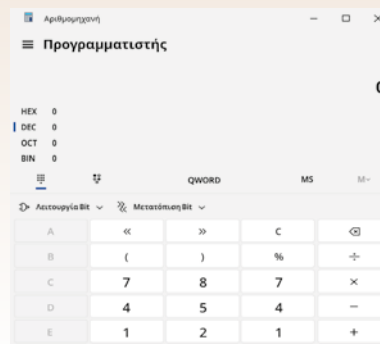 Αριθμομηχανή
Προγραμματιστής
0
HEX 0
DEC 0
OCT 0
BIN 0
QWORD MS M˅
Λειτουργία Bit Μετατόπιση Bit
A « » C
B ( ) % ÷
C 7 8 7 ×
D 4 5 4 −
E 1 2 1 +